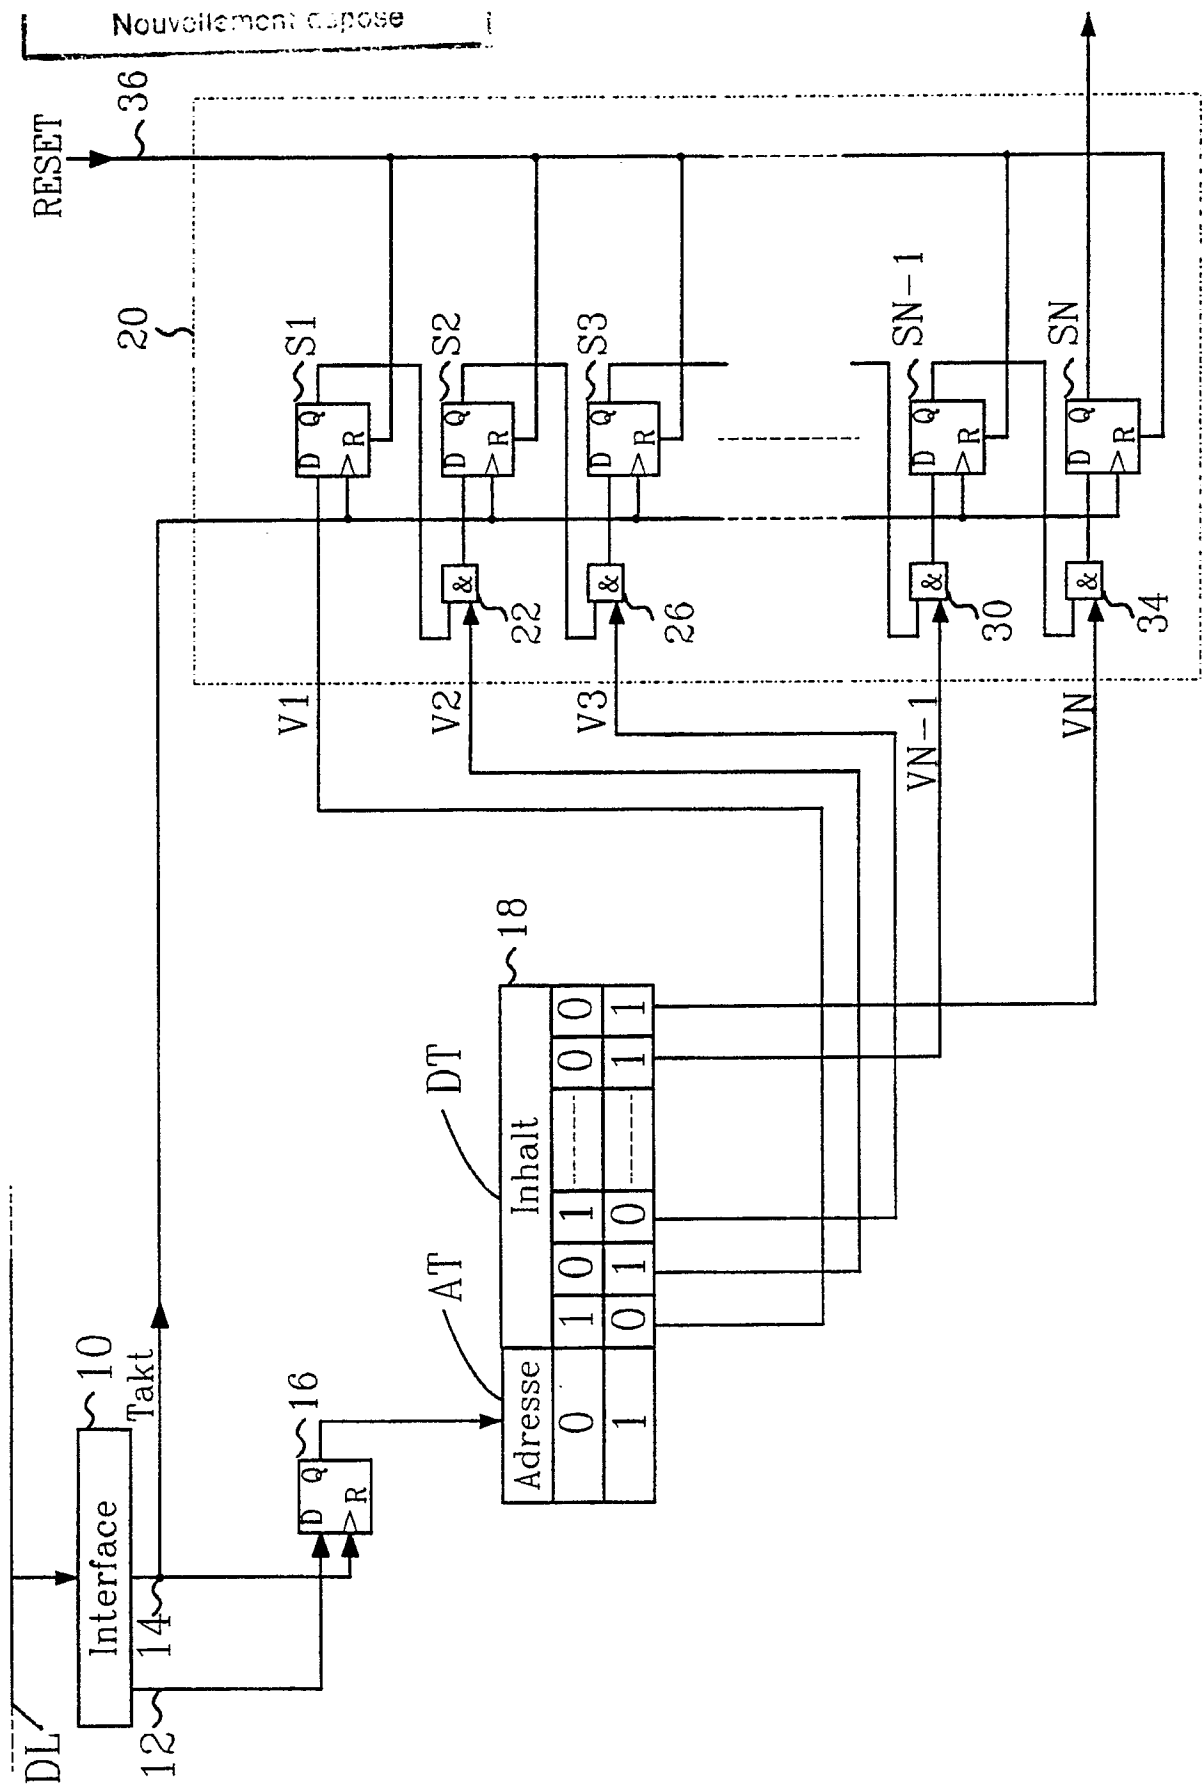 Nouvellement déposé
RESET
36
20
S1
S2
S3
SN-1
SN
D Q
R
D Q
R
D Q
R
D Q
R
D Q
R
&
22
&
26
&
30
&
34
V1
V2
V3
VN-1
VN
18
DT
AT
Adresse
Inhalt
0
1 0 1 0 0
1
0 1 0 1 1
DL
Interface
10
Takt
12
14
16
D Q
R